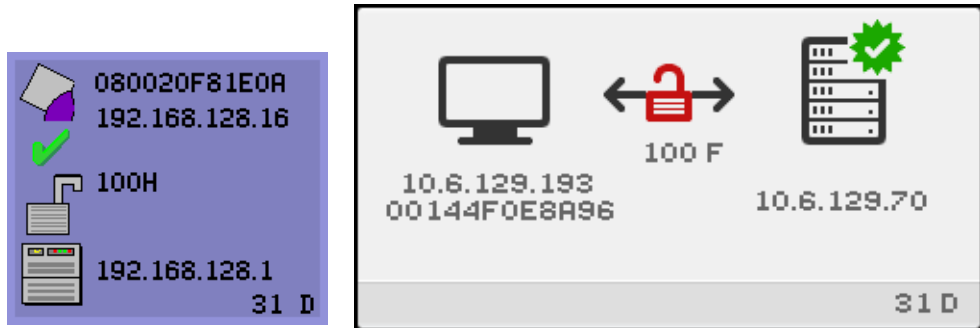 080020F81E0A
192.168.128.16
100H
192.168.128.1
31 D
100 F
10.6.129.193
00144F0E8A96
10.6.129.70
31 D